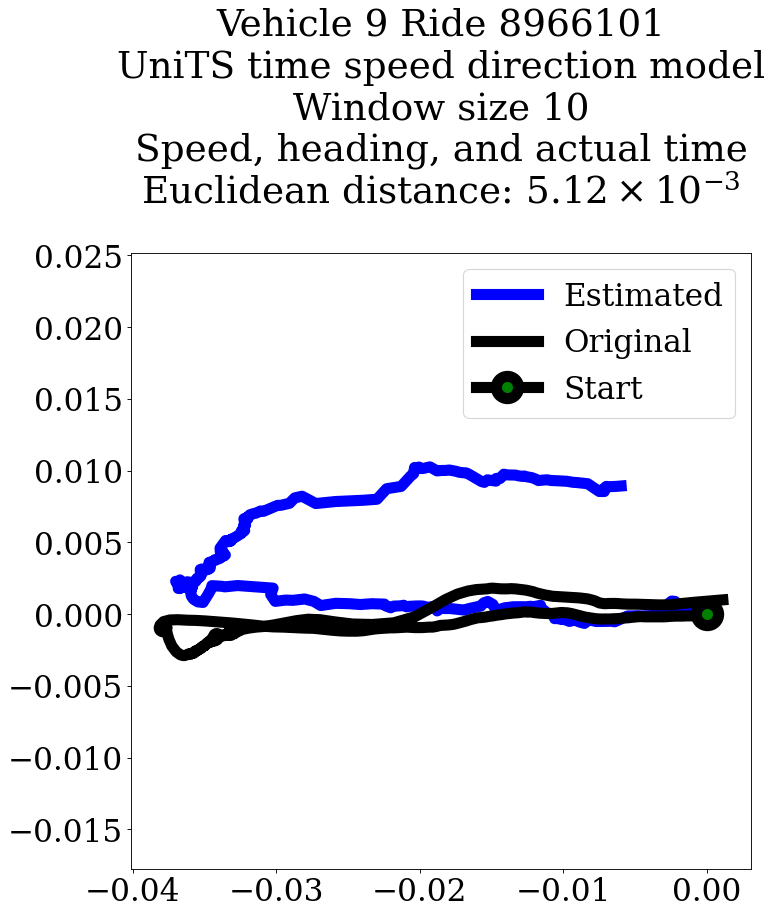 Vehicle 9 Ride 8966101
UniTS time speed direction model
Window size 10
Speed, heading, and actual time
Euclidean distance: 5.12 × 10⁻³
0.025
0.020
0.015
0.010
0.005
0.000
−0.005
−0.010
−0.015
Estimated
Original
Start
−0.04 −0.03 −0.02 −0.01 0.00